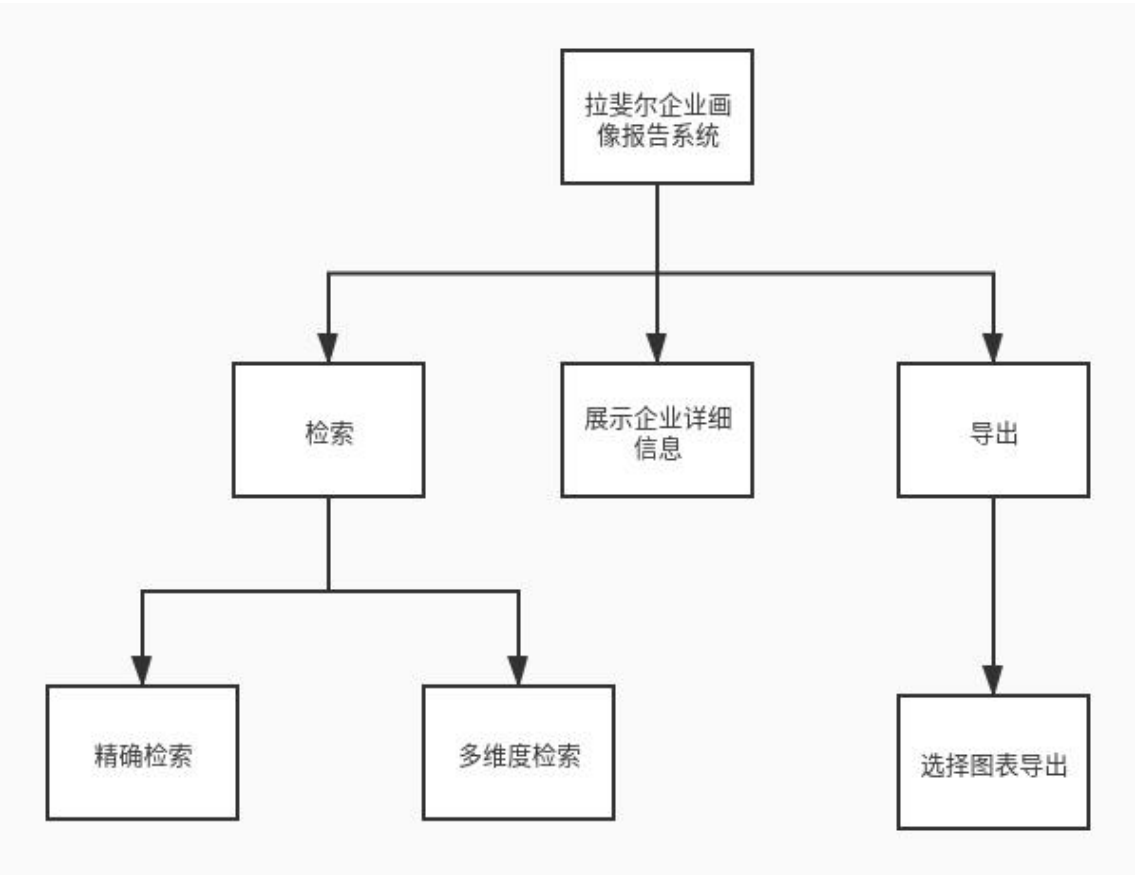 拉斐尔企业画
像报告系统
检索
展示企业详细
信息
导出
精确检索
多维度检索
选择图表导出